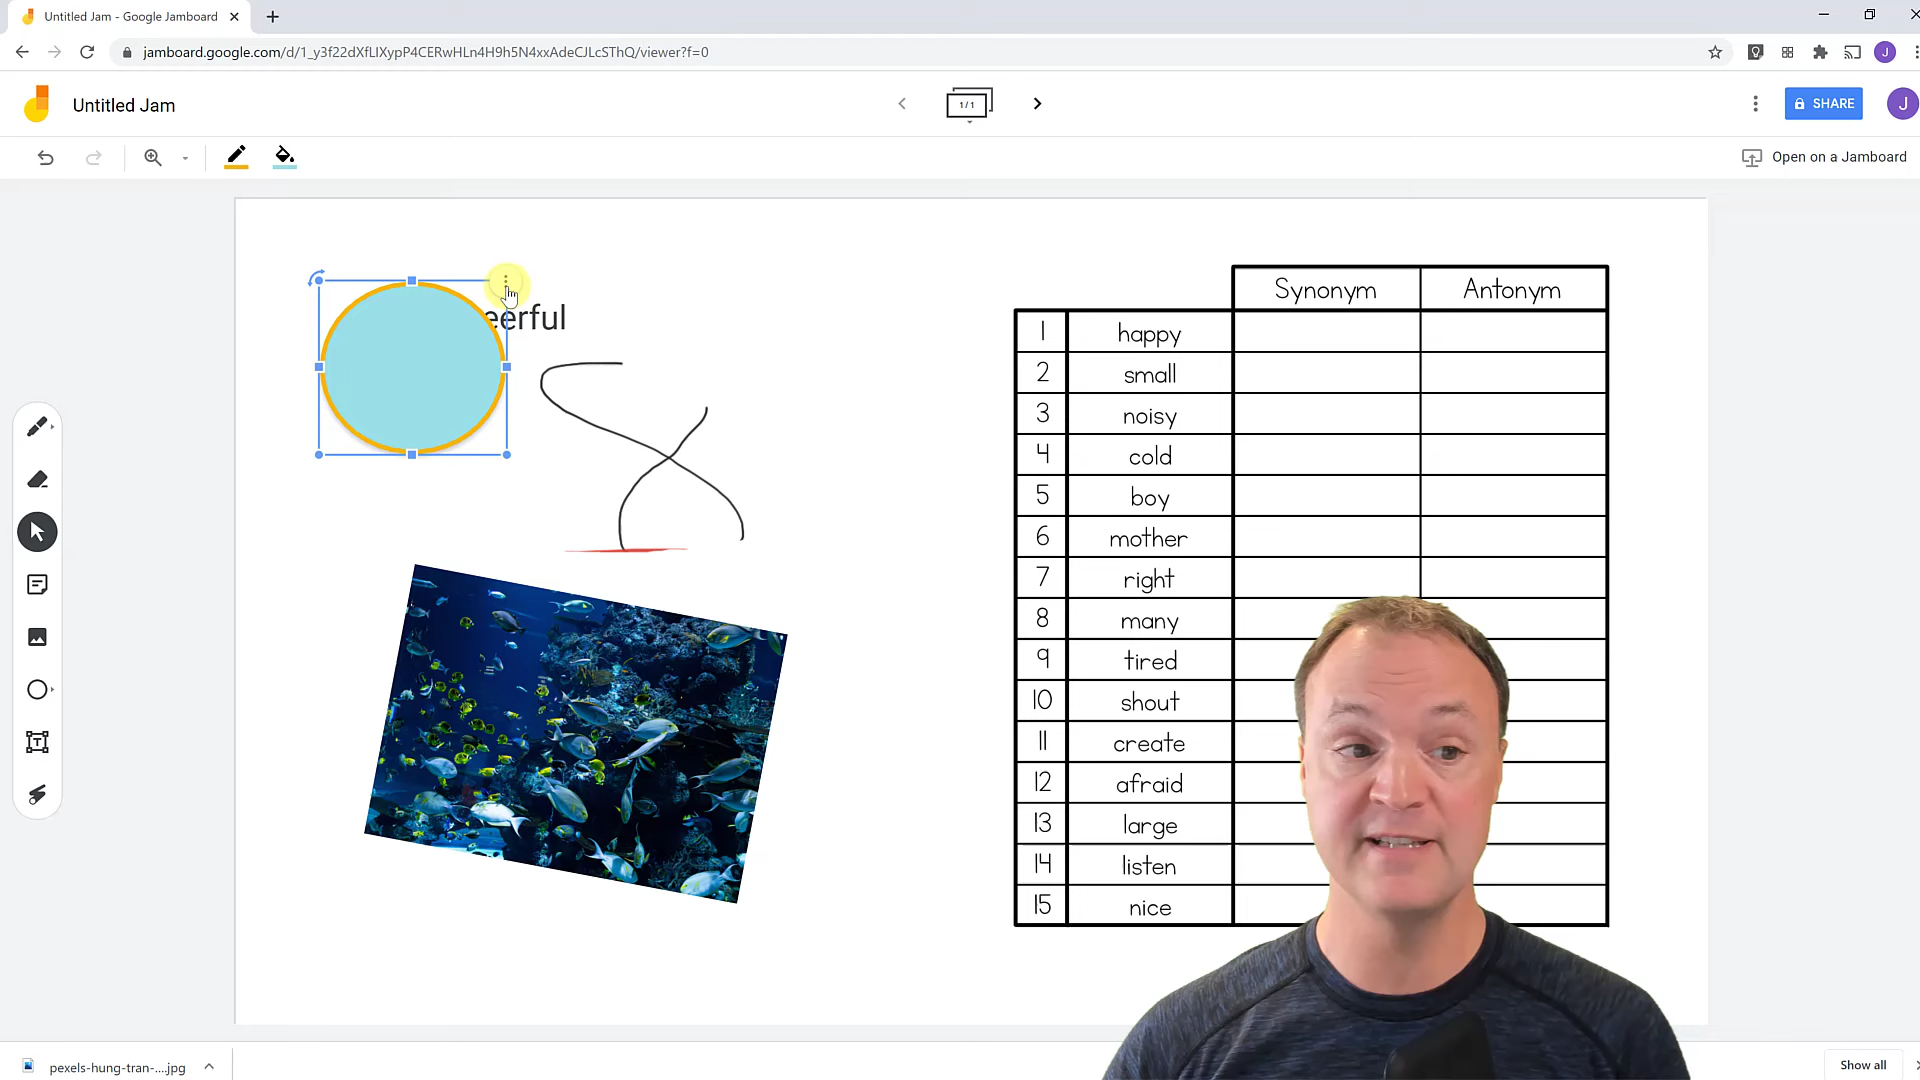 Untitled Jam - Google Jamboard
jamboard.google.com/d/1_y3f22dXfLlXypP4CERwHLn4H9h5N4xxAdeCJLcSThQ/viewer?f=0
J
Untitled Jam
1/1
SHARE
J
Open on a Jamboard
eerful
Synonym Antonym
1 happy
2 small
3 noisy
4 cold
5 boy
6 mother
7 right
8 many
9 tired
10 shout
11 create
12 afraid
13 large
14 listen
15 nice
pexels-hung-tran-....jpg
Show all